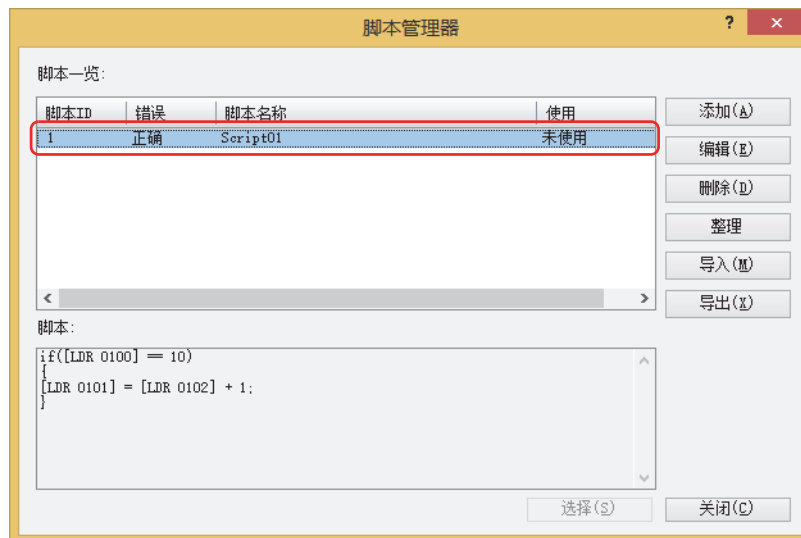 脚本管理器
? ×
脚本一览:
脚本ID 错误 脚本名称 使用
1 正确 Script01 未使用
添加(A)
编辑(E)
删除(D)
整理
导入(M)
导出(X)
脚本:
if([LDR 0100] == 10)
{
[LDR 0101] = [LDR 0102] + 1;
}
选择(S) 关闭(C)